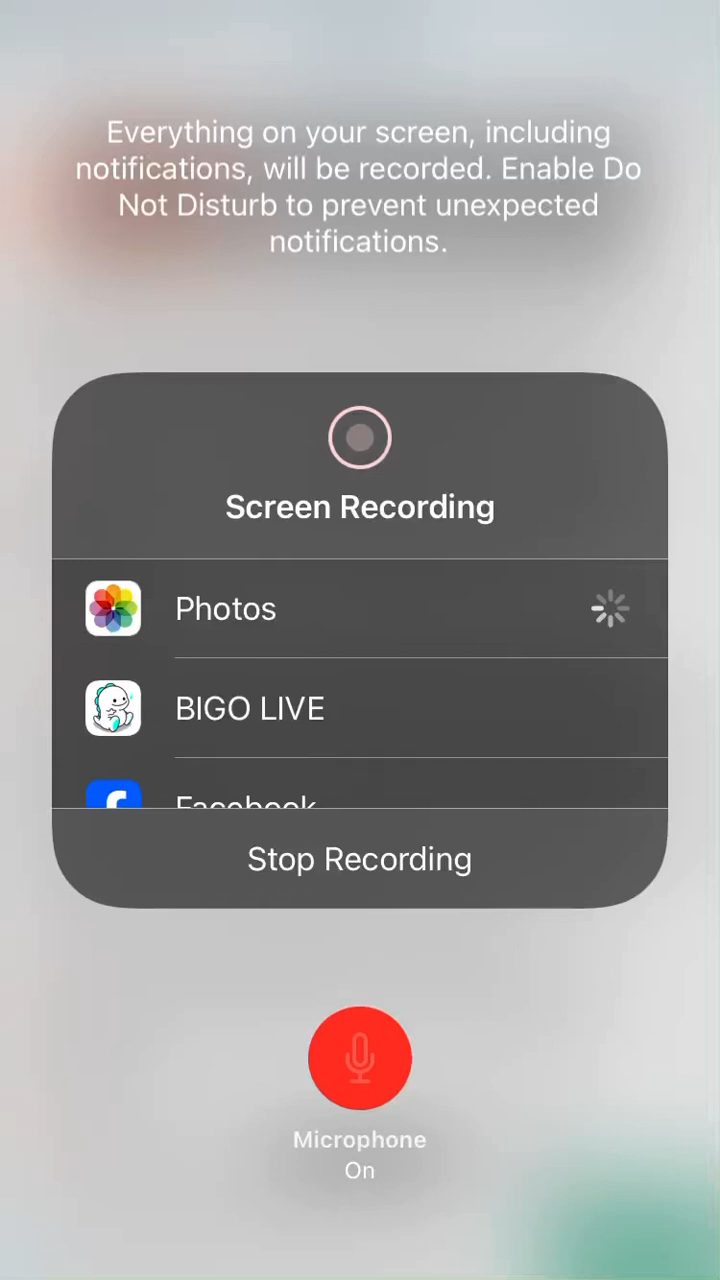 Everything on your screen, including
notifications, will be recorded. Enable Do
Not Disturb to prevent unexpected
notifications.
Screen Recording
Photos
BIGO LIVE
Facebook
Stop Recording
Microphone
On